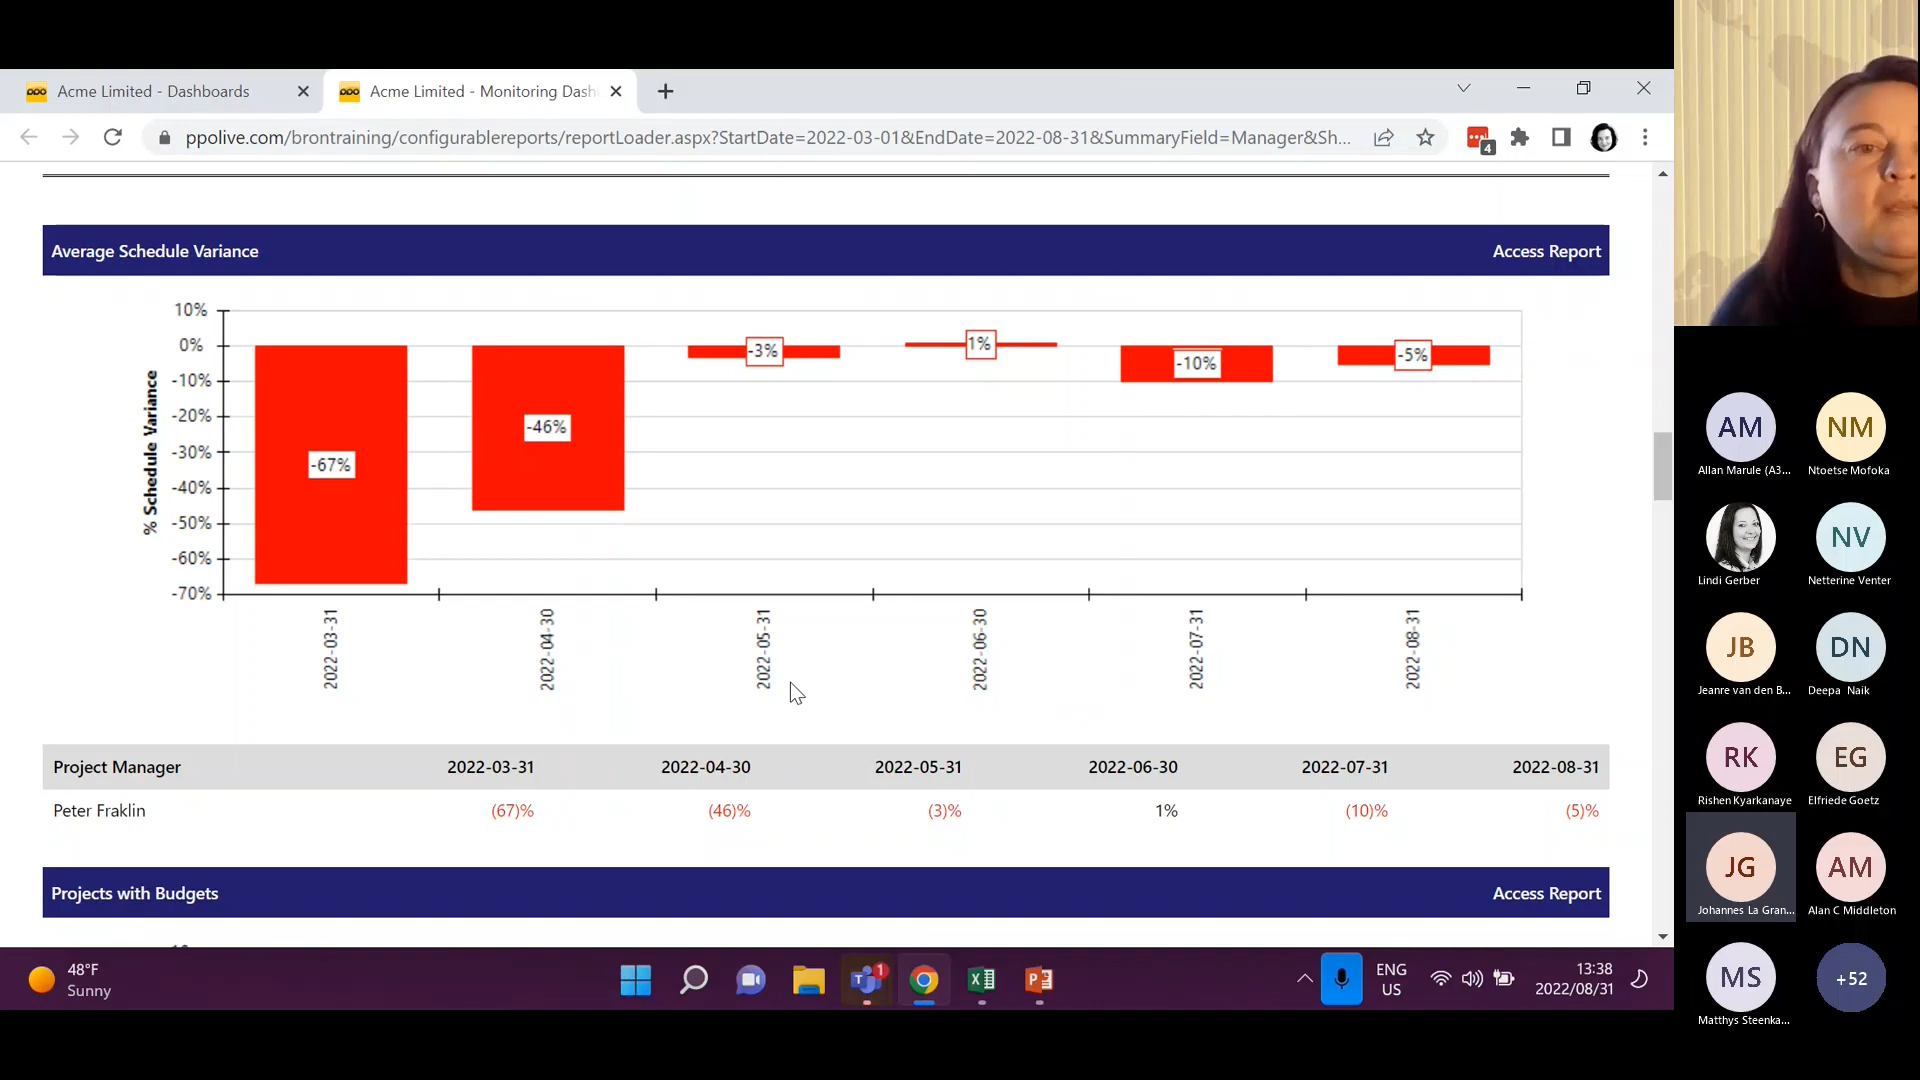 Acme Limited - Dashboards
Acme Limited - Monitoring Dash
ppolive.com/brontraining/configurablereports/reportLoader.aspx?StartDate=2022-03-01&EndDate=2022-08-31&SummaryField=Manager&Sh...
4
Average Schedule Variance
Access Report
% Schedule Variance
10%
0%
-10%
-20%
-30%
-40%
-50%
-60%
-70%
-67%
-46%
-3%
1%
-10%
-5%
2022-03-31
2022-04-30
2022-05-31
2022-06-30
2022-07-31
2022-08-31
Project Manager 2022-03-31 2022-04-30 2022-05-31 2022-06-30 2022-07-31 2022-08-31
Peter Fraklin (67)% (46)% (3)% 1% (10)% (5)%
Projects with Budgets
Access Report
48°F
Sunny
1
ENG
US
13:38
2022/08/31
AM
Allan Marule (A3...
NM
Ntoetse Mofoka
Lindi Gerber
NV
Netterine Venter
JB
Jeanre van den B...
DN
Deepa Naik
RK
Rishen Kyarkanaye
EG
Elfriede Goetz
JG
Johannes La Gran...
AM
Alan C Middleton
MS
Matthys Steenka...
+52